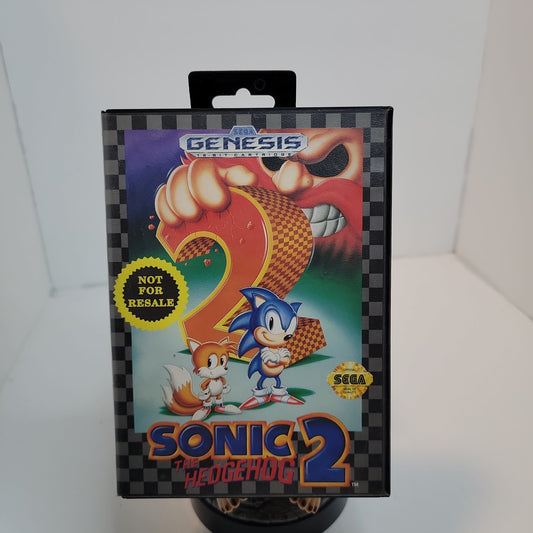 SEGA
GENESIS
16-BIT CARTRIDGE
2
NOT
FOR
RESALE
SEGA
SONIC
THE
HEDGEHOG
2
TM